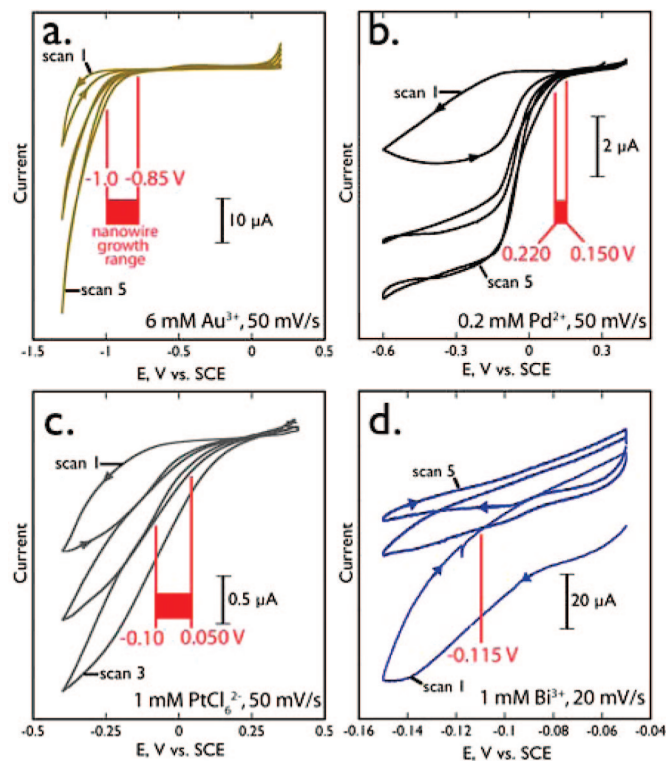 a.
scan 1
-1.0 -0.85 V
nanowire
growth
range
10 µA
scan 5
6 mM Au³⁺, 50 mV/s
Current
-1.5 -1 -0.5 0 0.5
E, V vs. SCE
b.
scan 1
2 µA
0.220 0.150 V
scan 5
0.2 mM Pd²⁺, 50 mV/s
Current
-0.6 -0.3 0 0.3
E, V vs. SCE
c.
scan 1
0.5 µA
-0.10 0.050 V
scan 3
1 mM PtCl₆²⁻, 50 mV/s
Current
-0.5 -0.25 0 0.25 0.5
E, V vs. SCE
d.
scan 5
20 µA
-0.115 V
scan 1
1 mM Bi³⁺, 20 mV/s
Current
-0.16 -0.14 -0.12 -0.1 -0.08 -0.06 -0.04
E, V vs. SCE